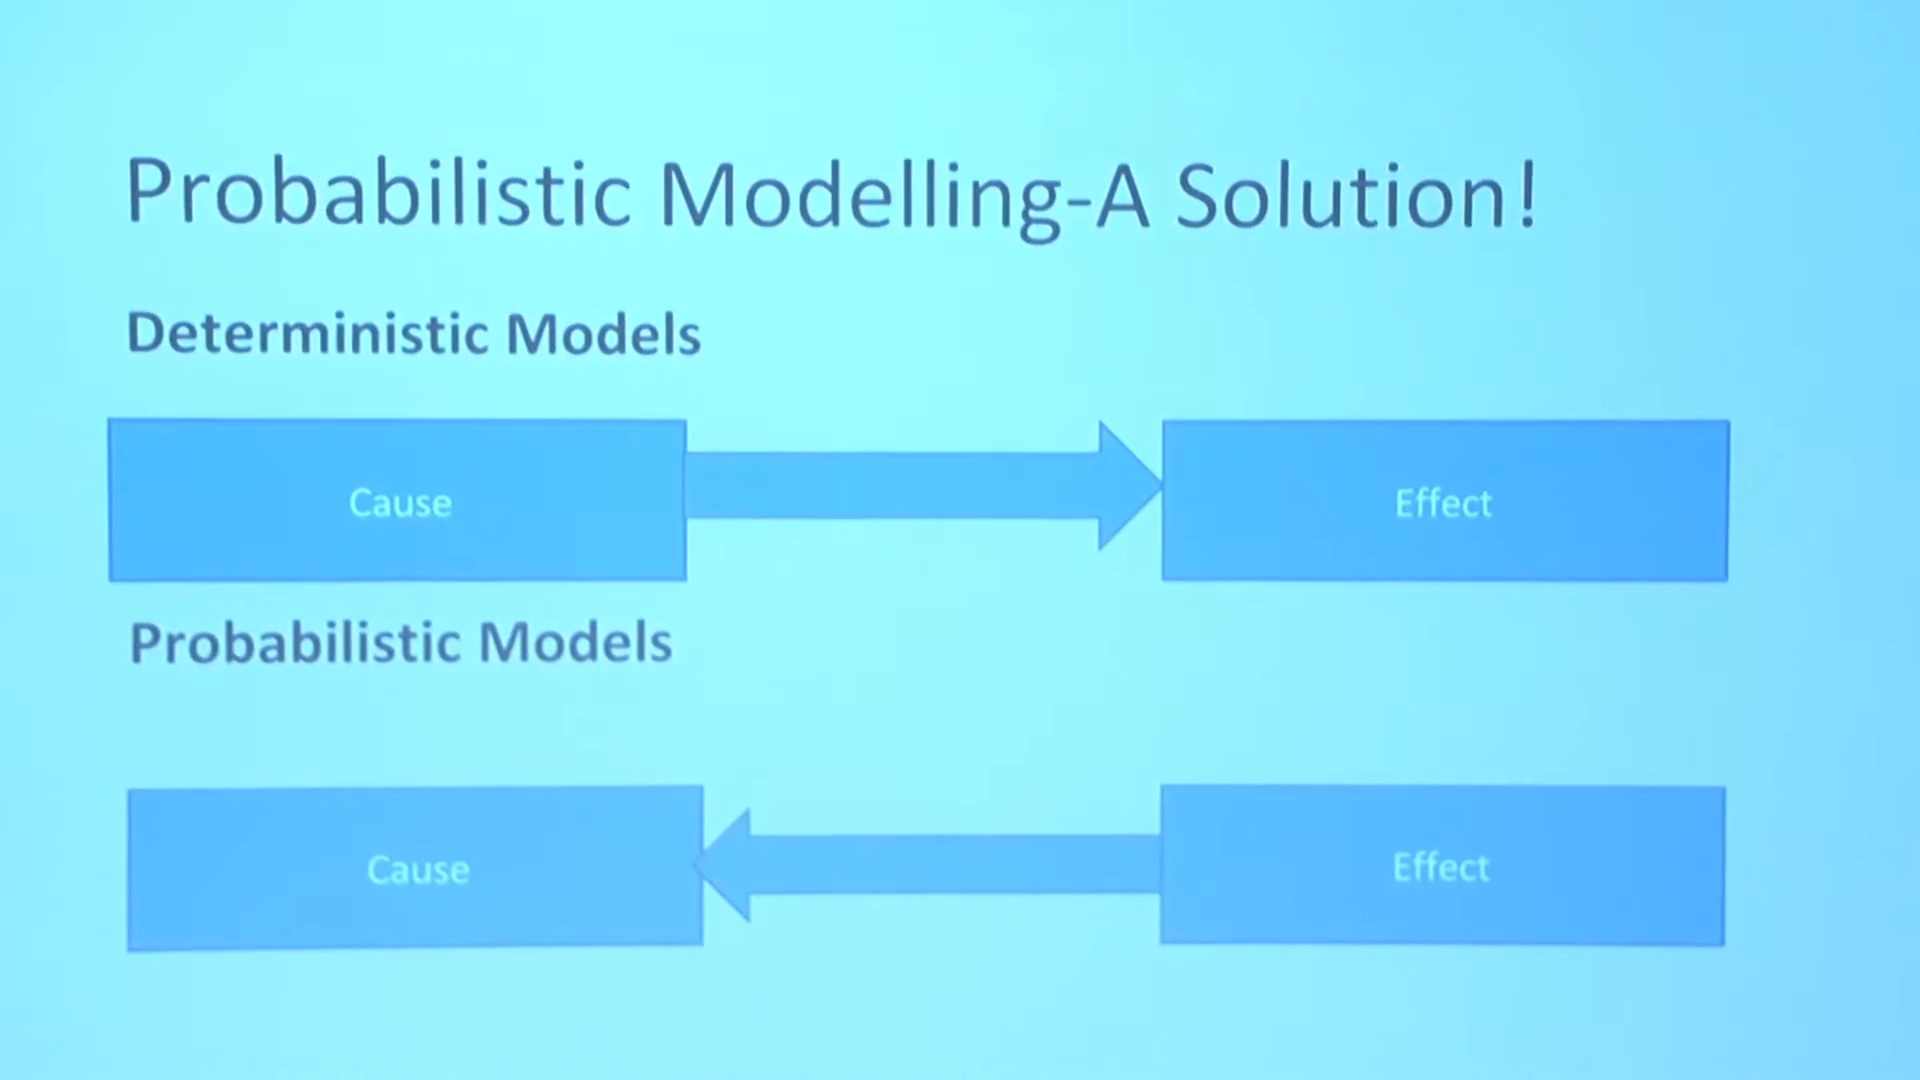 Probabilistic Modelling-A Solution!
Deterministic Models
Cause
Effect
Probabilistic Models
Cause
Effect